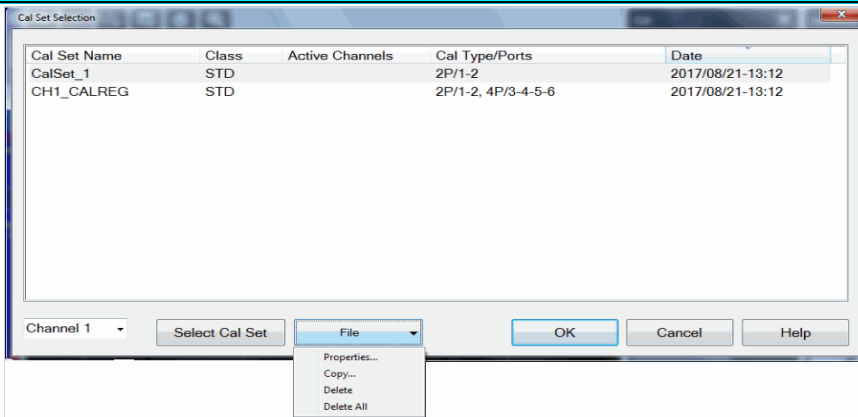 Cal Set Selection
Cal Set Name Class Active Channels Cal Type/Ports Date
CalSet_1 STD 2P/1-2 2017/08/21-13:12
CH1_CALREG STD 2P/1-2, 4P/3-4-5-6 2017/08/21-13:12
Channel 1 Select Cal Set File OK Cancel Help
Properties...
Copy...
Delete
Delete All